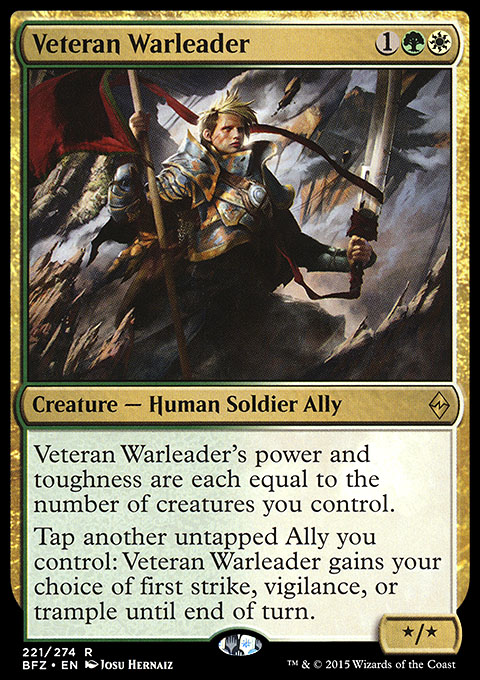 Veteran Warleader 1
Creature — Human Soldier Ally
Veteran Warleader's power and
toughness are each equal to the
number of creatures you control.
Tap another untapped Ally you
control: Veteran Warleader gains your
choice of first strike, vigilance, or
trample until end of turn.
*/*
221/274 R
BFZ • EN Josu Hernaiz
™ & © 2015 Wizards of the Coast